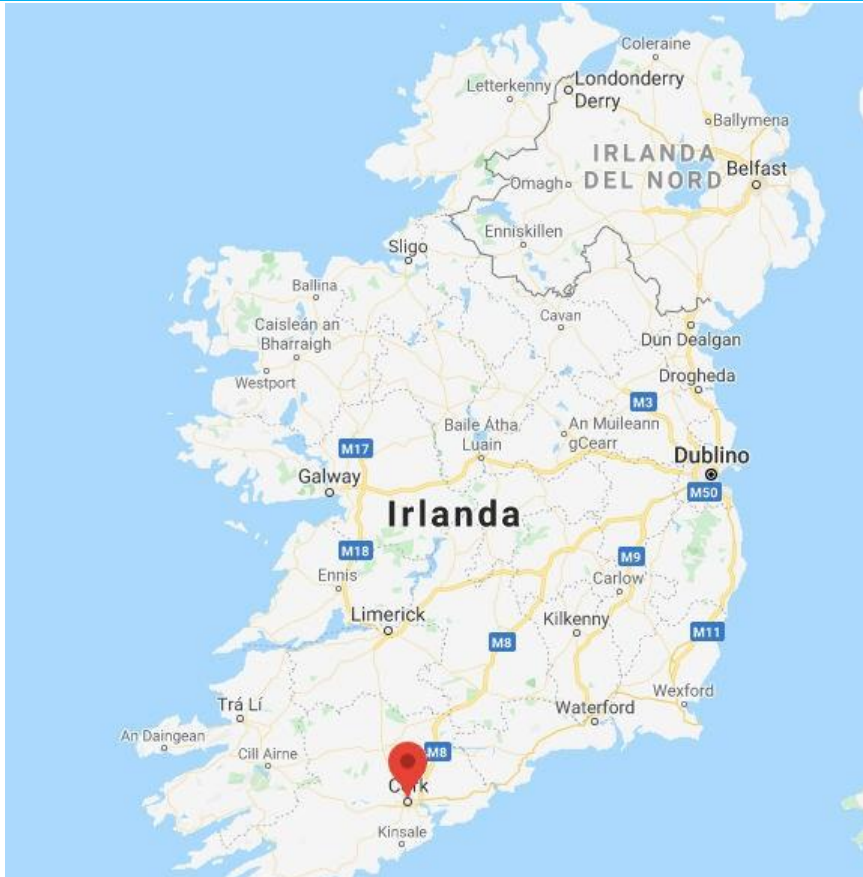 Coleraine
Letterkenny
Londonderry
Derry
Ballymena
IRLANDA
DEL NORD
Belfast
Omagh
Enniskillen
Sligo
Ballina
Cavan
Caisleán an
Bharraigh
Dun Dealgan
Westport
Drogheda
M3
Baile Átha
Luain
An Muileann
gCearr
M17
Dublino
Galway
M50
Irlanda
M18
M9
Ennis
Carlow
Limerick
Kilkenny
M8
M11
Trá Lí
Wexford
Waterford
An Daingean
Cill Airne
M8
Kinsale